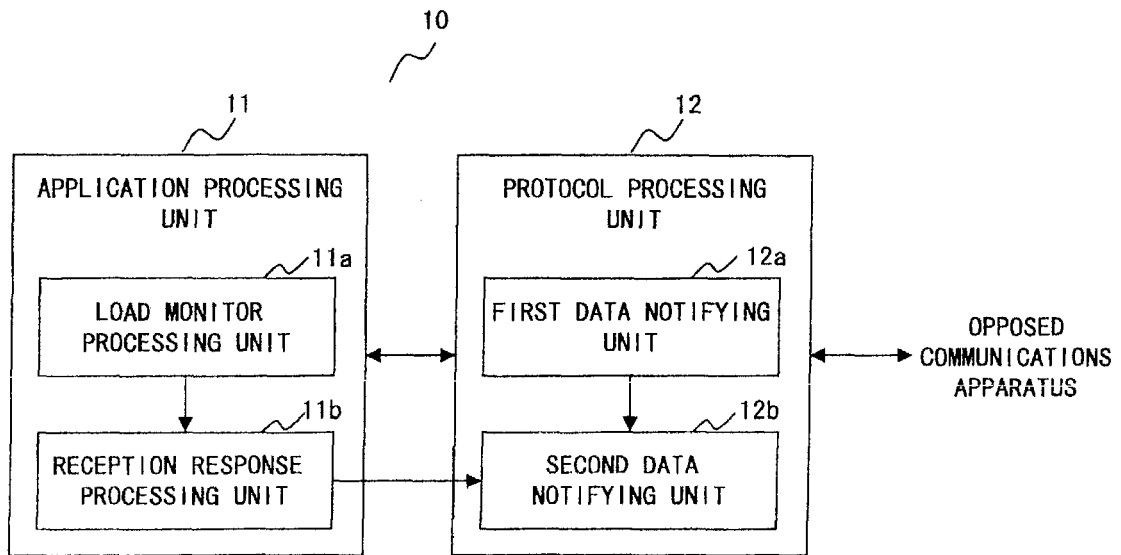 10
11
12
APPLICATION PROCESSING
UNIT
PROTOCOL PROCESSING
UNIT
11a
12a
LOAD MONITOR
PROCESSING UNIT
FIRST DATA NOTIFYING
UNIT
OPPOSED
COMMUNICATIONS
APPARATUS
11b
12b
RECEPTION RESPONSE
PROCESSING UNIT
SECOND DATA
NOTIFYING UNIT